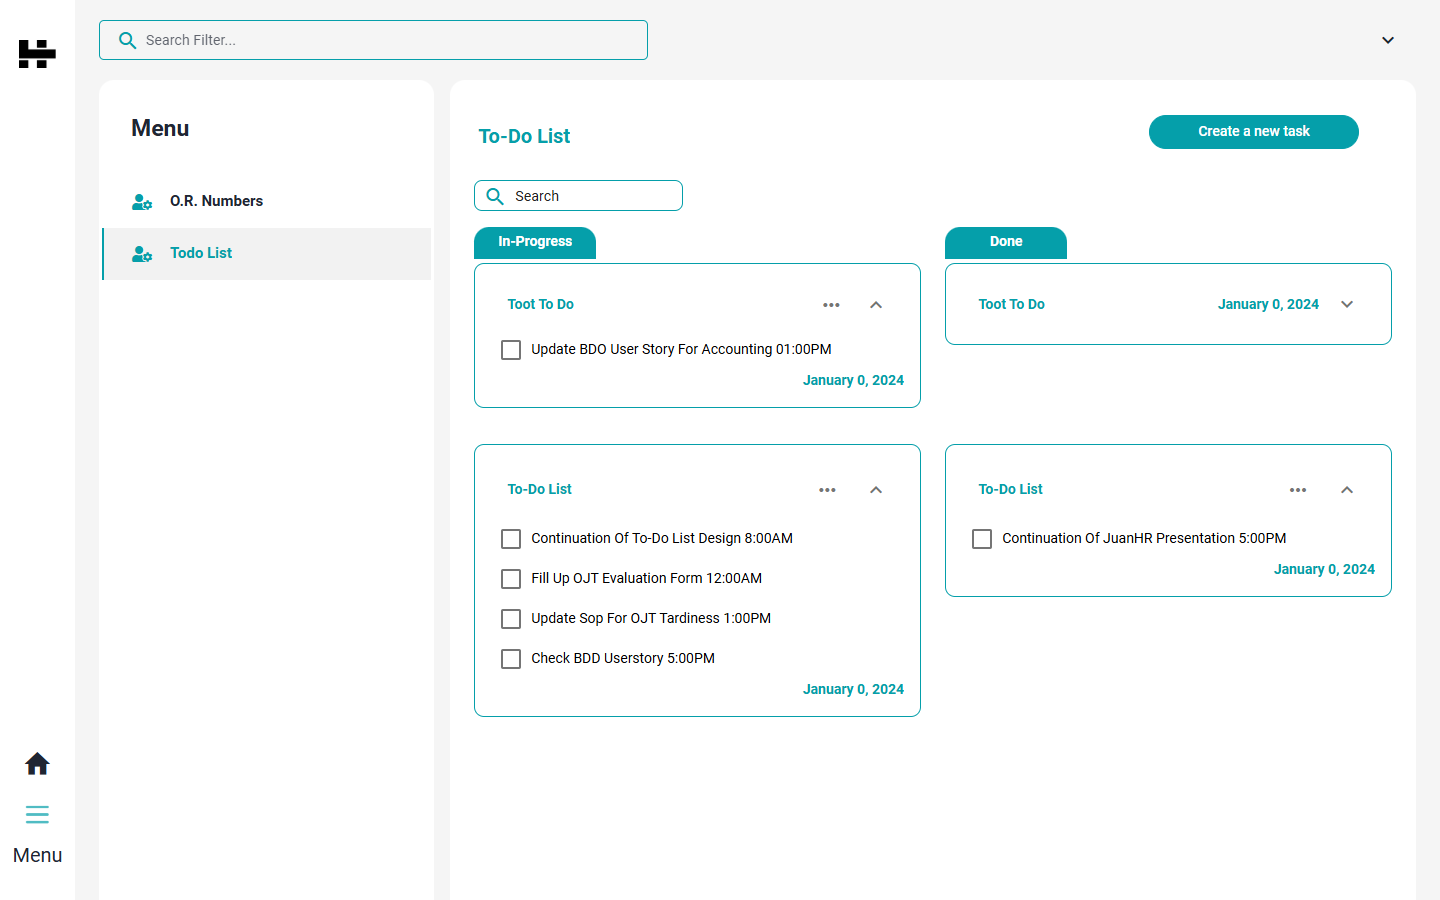 Search Filter...
Menu
O.R. Numbers
Todo List
To-Do List
Create a new task
Search
In-Progress
Toot To Do
Update BDO User Story For Accounting 01:00PM
January 0, 2024
To-Do List
Continuation Of To-Do List Design 8:00AM
Fill Up OJT Evaluation Form 12:00AM
Update Sop For OJT Tardiness 1:00PM
Check BDD Userstory 5:00PM
January 0, 2024
Done
Toot To Do
January 0, 2024
To-Do List
Continuation Of JuanHR Presentation 5:00PM
January 0, 2024
Menu